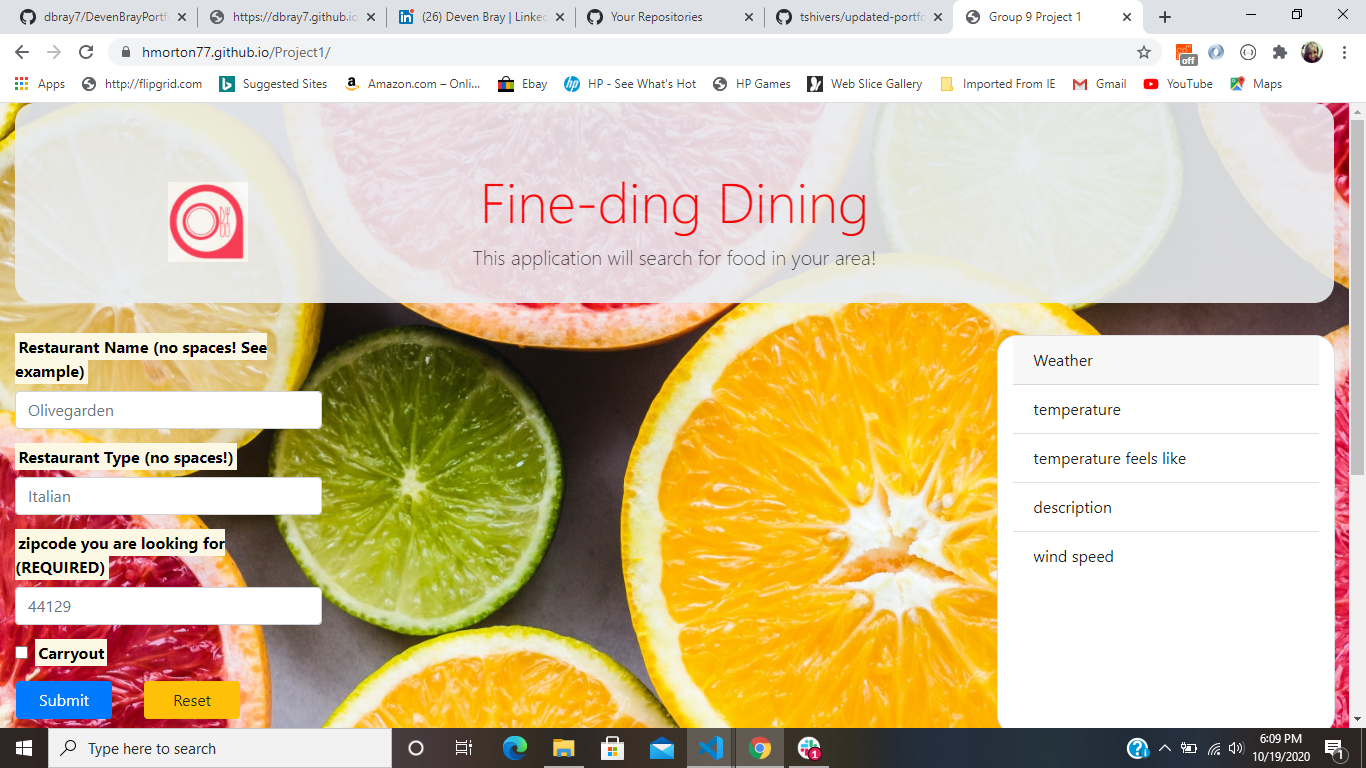 dbray7/DevenBrayPortf
https://dbray7.github.io
(26) Deven Bray | Linked
Your Repositories
tshivers/updated-portfo
Group 9 Project 1
hmorton77.github.io/Project1/
off
Apps
http://flipgrid.com
Suggested Sites
Amazon.com – Onli...
Ebay
HP - See What's Hot
HP Games
Web Slice Gallery
Imported From IE
Gmail
YouTube
Maps
Fine-ding Dining
This application will search for food in your area!
Restaurant Name (no spaces! See
example)
Olivegarden
Restaurant Type (no spaces!)
Italian
zipcode you are looking for
(REQUIRED)
44129
Carryout
Submit
Reset
Weather
temperature
temperature feels like
description
wind speed
Type here to search
1
6:09 PM
10/19/2020
1